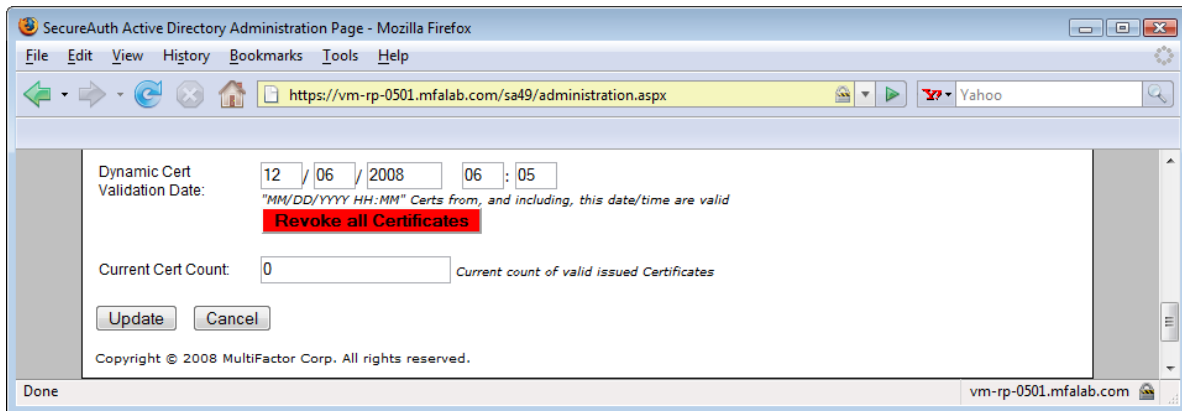 SecureAuth Active Directory Administration Page - Mozilla Firefox
File Edit View History Bookmarks Tools Help
https://vm-rp-0501.mfalab.com/sa49/administration.aspx Yahoo
Dynamic Cert
Validation Date:
12 / 06 / 2008 06 : 05
"MM/DD/YYYY HH:MM" Certs from, and including, this date/time are valid
Revoke all Certificates
Current Cert Count: 0 Current count of valid issued Certificates
Update Cancel
Copyright © 2008 MultiFactor Corp. All rights reserved.
Done vm-rp-0501.mfalab.com